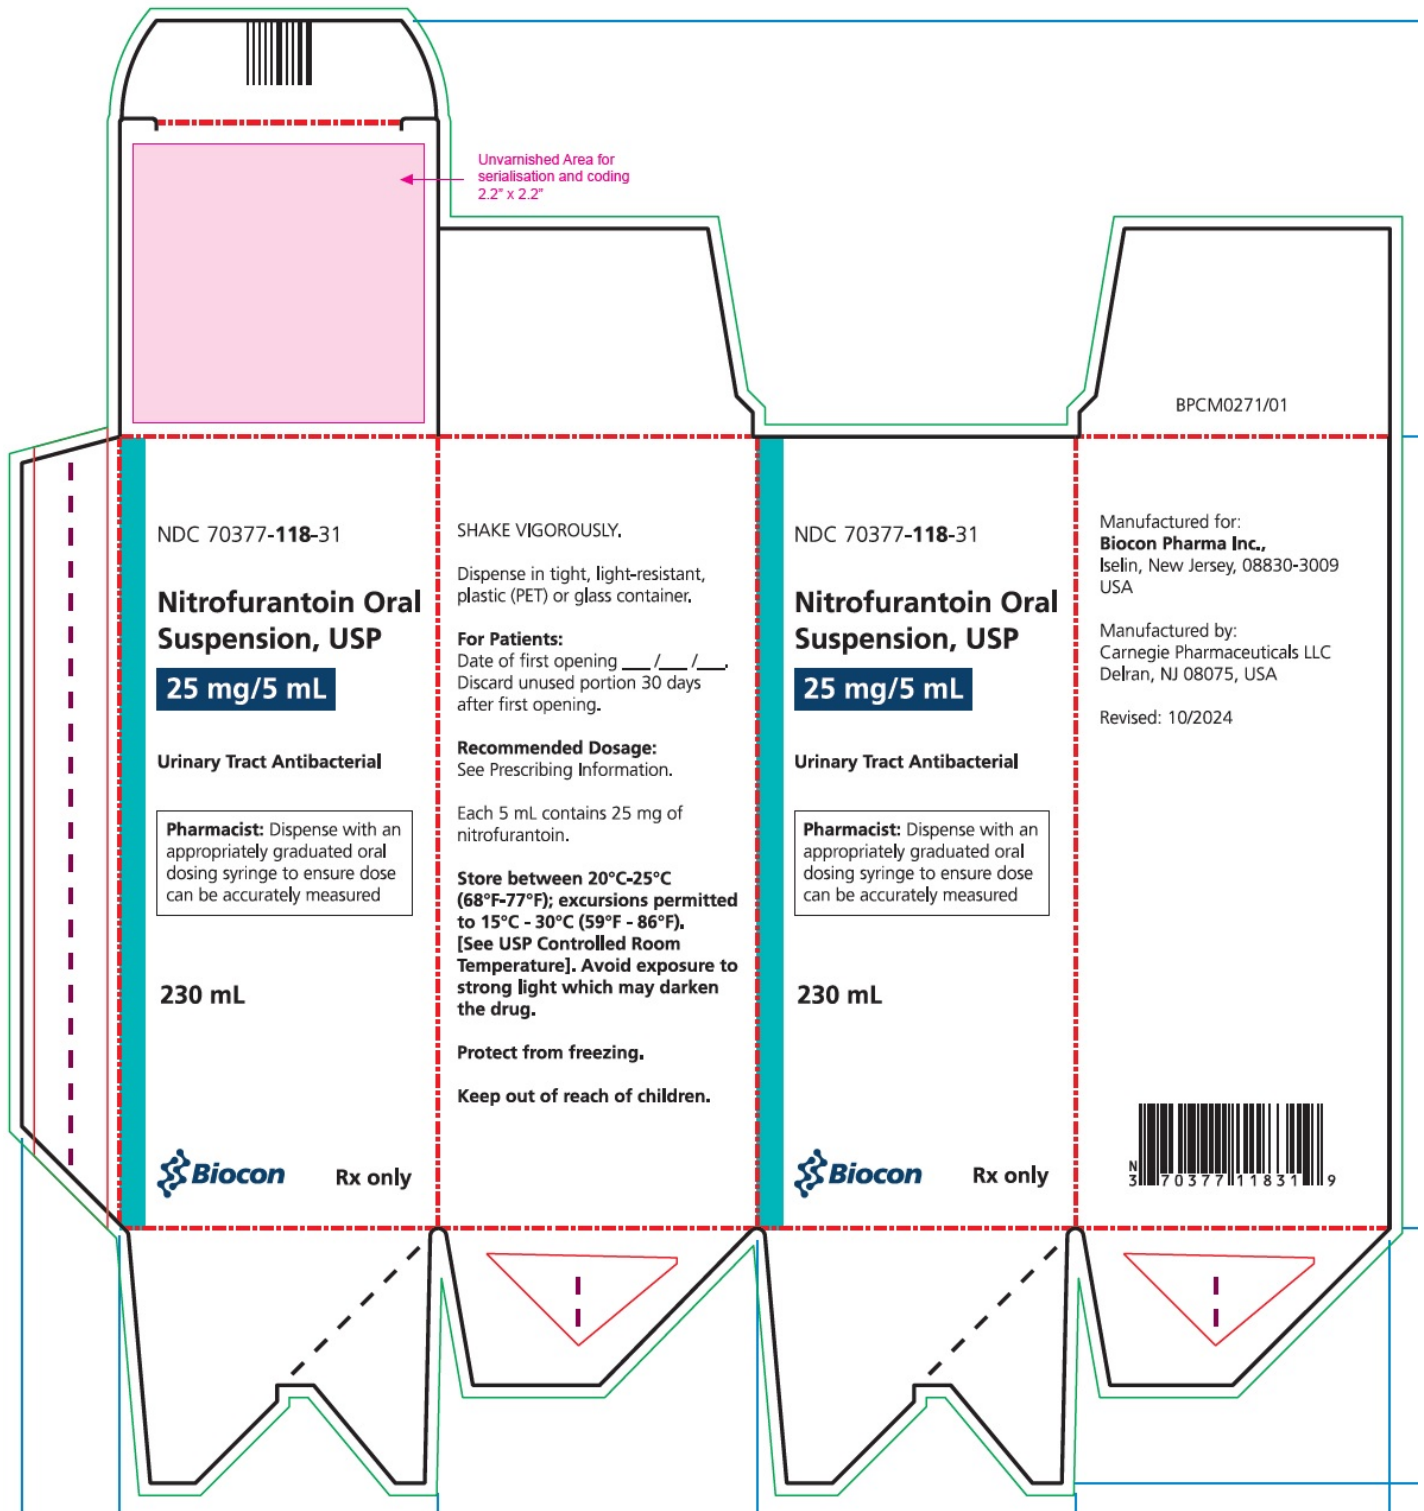 Unvarnished Area for
serialisation and coding
2.2" x 2.2"
BPCM0271/01
NDC 70377-118-31
Nitrofurantoin Oral
Suspension, USP
25 mg/5 mL
Urinary Tract Antibacterial
Pharmacist: Dispense with an
appropriately graduated oral
dosing syringe to ensure dose
can be accurately measured
230 mL
Biocon
Rx only
SHAKE VIGOROUSLY.
Dispense in tight, light-resistant,
plastic (PET) or glass container.
For Patients:
Date of first opening ___ /___ /___.
Discard unused portion 30 days
after first opening.
Recommended Dosage:
See Prescribing Information.
Each 5 mL contains 25 mg of
nitrofurantoin.
Store between 20°C-25°C
(68°F-77°F); excursions permitted
to 15°C - 30°C (59°F - 86°F).
[See USP Controlled Room
Temperature]. Avoid exposure to
strong light which may darken
the drug.
Protect from freezing.
Keep out of reach of children.
NDC 70377-118-31
Nitrofurantoin Oral
Suspension, USP
25 mg/5 mL
Urinary Tract Antibacterial
Pharmacist: Dispense with an
appropriately graduated oral
dosing syringe to ensure dose
can be accurately measured
230 mL
Biocon
Rx only
Manufactured for:
Biocon Pharma Inc.,
Iselin, New Jersey, 08830-3009
USA
Manufactured by:
Carnegie Pharmaceuticals LLC
Delran, NJ 08075, USA
Revised: 10/2024
N
3 70377 11831 9